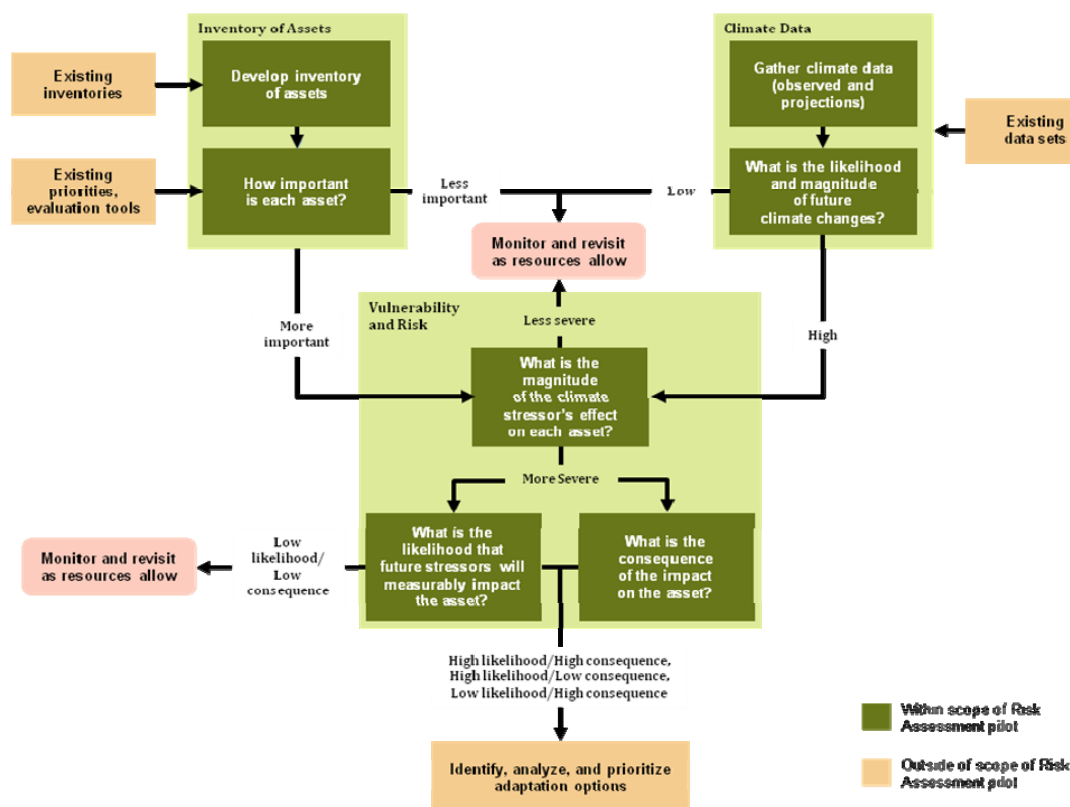 Inventory of Assets
Climate Data
Existing
inventories
Develop inventory
of assets
Gather climate data
(observed and
projections)
Existing
data sets
Existing
priorities,
evaluation tools
How important
is each asset?
Less
important
Low
What is the likelihood
and magnitude
of future
climate changes?
Monitor and revisit
as resources allow
Vulnerability
and Risk
Less severe
More
important
High
What is the
magnitude
of the climate
stressor's effect
on each asset?
More Severe
Monitor and revisit
as resources allow
Low
likelihood/
Low
consequence
What is the
likelihood that
future stressors will
measurably impact
the asset?
What is the
consequence
of the impact
on the asset?
High likelihood/High consequence,
High likelihood/Low consequence,
Low likelihood/High consequence
Identify, analyze, and prioritize
adaptation options
Within scope of Risk
Assessment pilot
Outside of scope of Risk
Assessment pilot